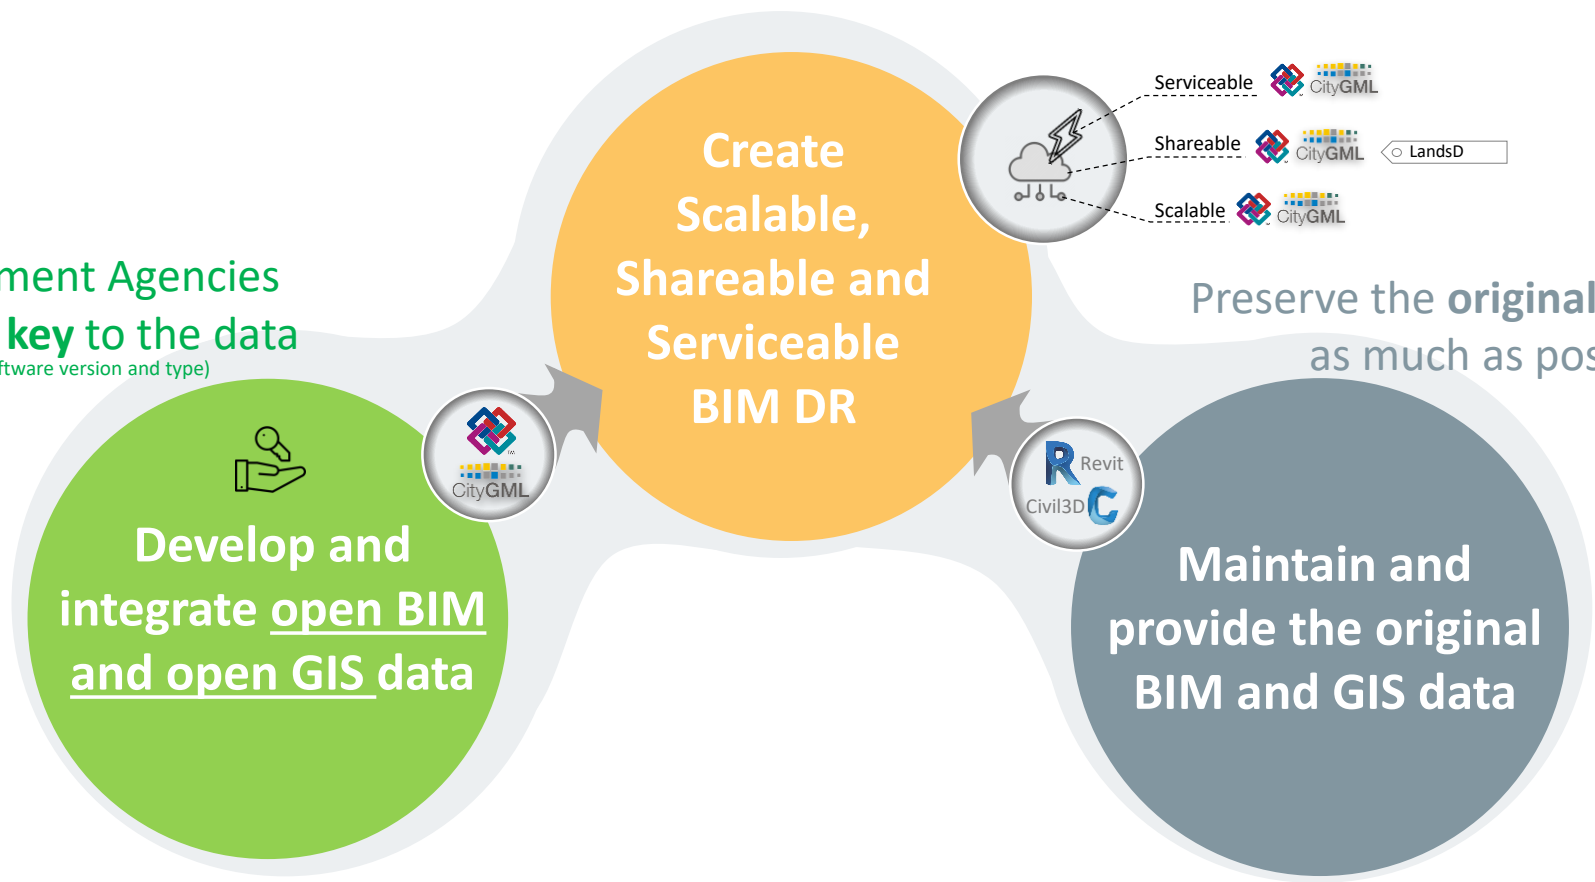 Create
Scalable,
Shareable and
Serviceable
BIM DR
Serviceable
CityGML
Shareable
CityGML
LandsD
Scalable
CityGML
ment Agencies
key to the data
ftware version and type)
Preserve the original
as much as pos
CityGML
Develop and
integrate open BIM
and open GIS data
Revit
Civil3D
Maintain and
provide the original
BIM and GIS data